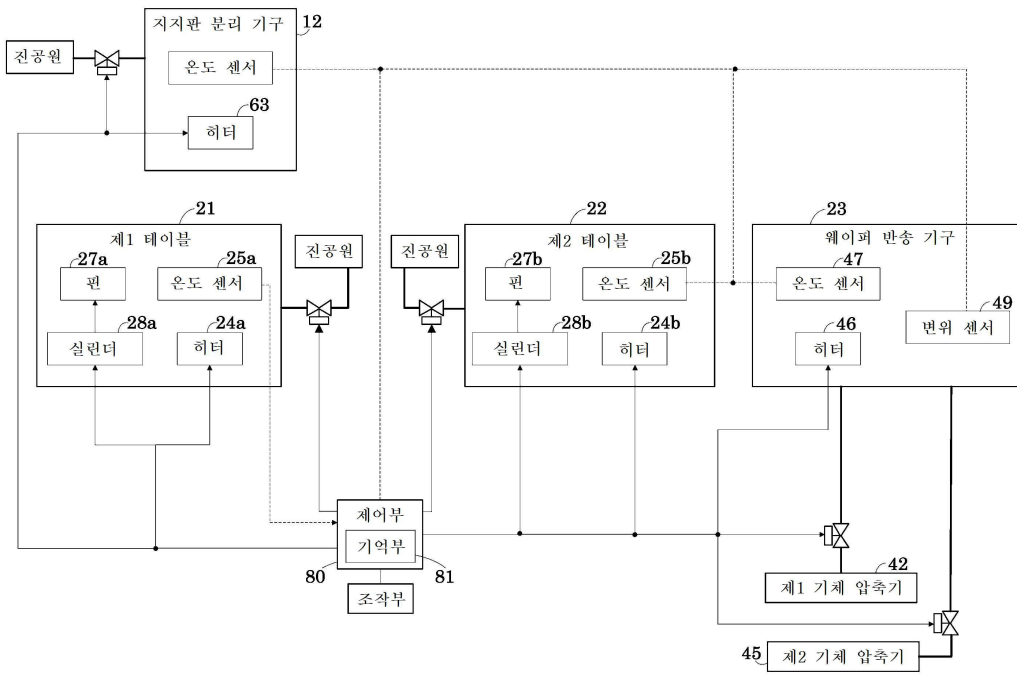 지지판 분리 기구
12
진공원
온도 센서
63
히터
21
제1 테이블
27a
25a
핀
온도 센서
28a
24a
실린더
히터
진공원
진공원
22
제2 테이블
27b
25b
핀
온도 센서
28b
24b
실린더
히터
23
웨이퍼 반송 기구
47
온도 센서
49
변위 센서
46
히터
제어부
기억부
80
81
조작부
42
제1 기체 압축기
45
제2 기체 압축기